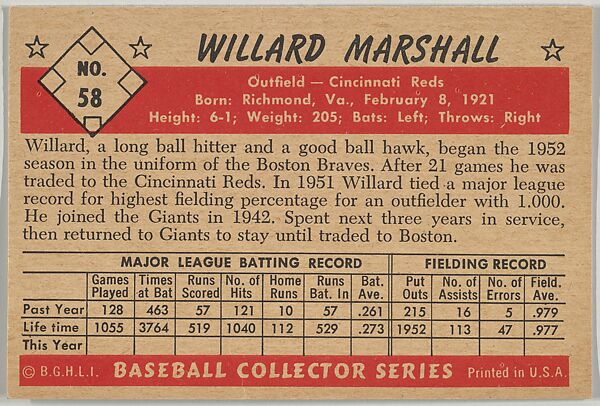 WILLARD MARSHALL
NO.
58
Outfield — Cincinnati Reds
Born: Richmond, Va., February 8, 1921
Height: 6-1; Weight: 205; Bats: Left; Throws: Right
Willard, a long ball hitter and a good ball hawk, began the 1952
season in the uniform of the Boston Braves. After 21 games he was
traded to the Cincinnati Reds. In 1951 Willard tied a major league
record for highest fielding percentage for an outfielder with 1.000.
He joined the Giants in 1942. Spent next three years in service,
then returned to Giants to stay until traded to Boston.
MAJOR LEAGUE BATTING RECORD FIELDING RECORD
Games Times Runs No. of Home Runs Bat. Put No. of No. of Field.
Played at Bat Scored Hits Runs Bat. In Ave. Outs Assists Errors Ave.
Past Year 128 463 57 121 10 57 .261 215 16 5 .979
Life time 1055 3764 519 1040 112 529 .273 1952 113 47 .977
This Year
© B.G.H.L.I. BASEBALL COLLECTOR SERIES Printed in U.S.A.